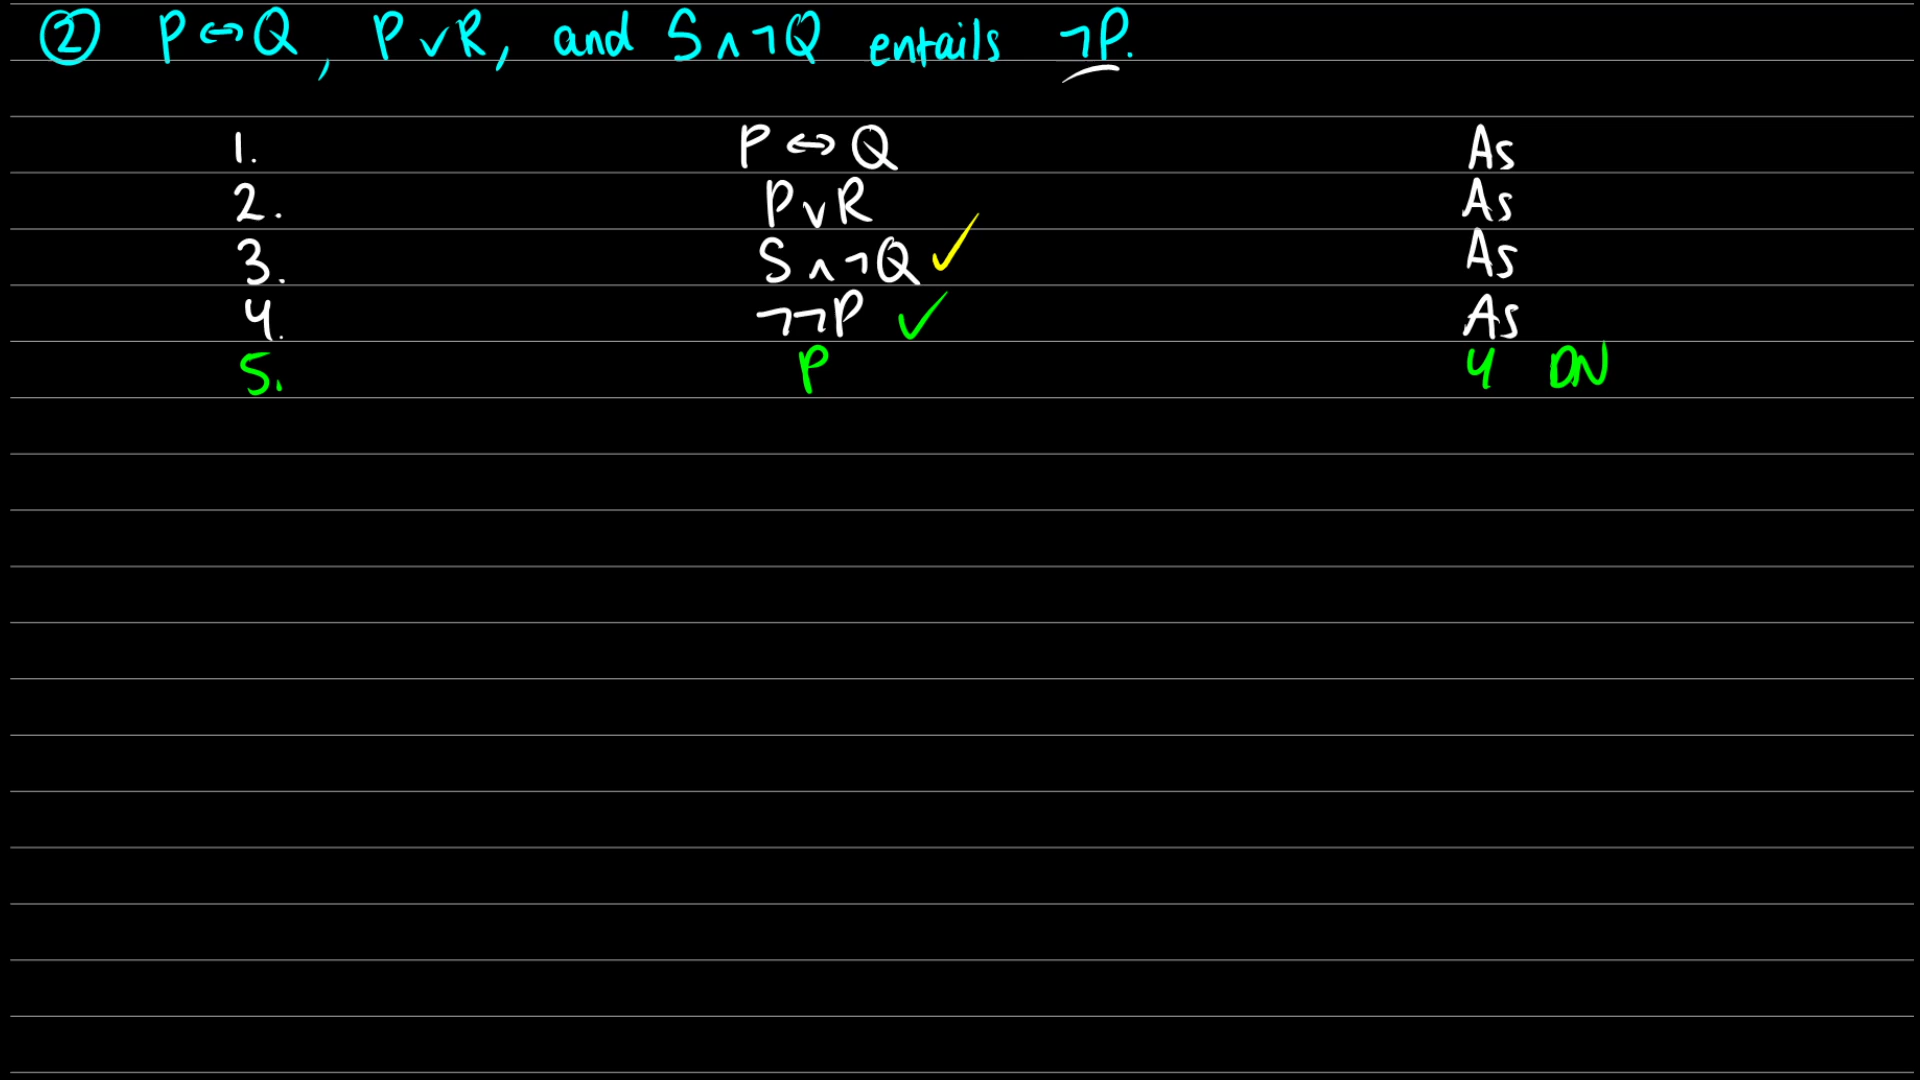 ② P↔Q, P∨R, and S∧¬Q entails ¬P.
1. P↔Q As
2. P∨R As
3. S∧¬Q ✓ As
4. ¬¬P ✓ As
5. P 4 DN